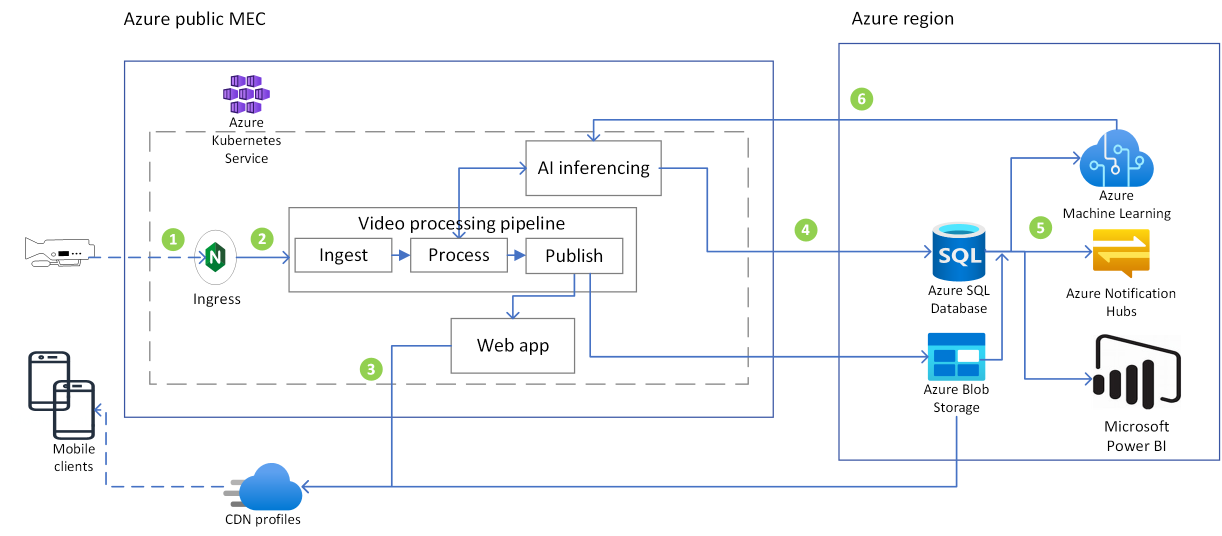 Azure public MEC
Azure region
6
Azure
Kubernetes
Service
AI inferencing
Azure
Machine Learning
1
2
Video processing pipeline
4
5
N
Ingest
Process
Publish
SQL
Ingress
Azure SQL
Database
Azure Notification
Hubs
Web app
3
Azure Blob
Storage
Microsoft
Power BI
Mobile
clients
CDN profiles